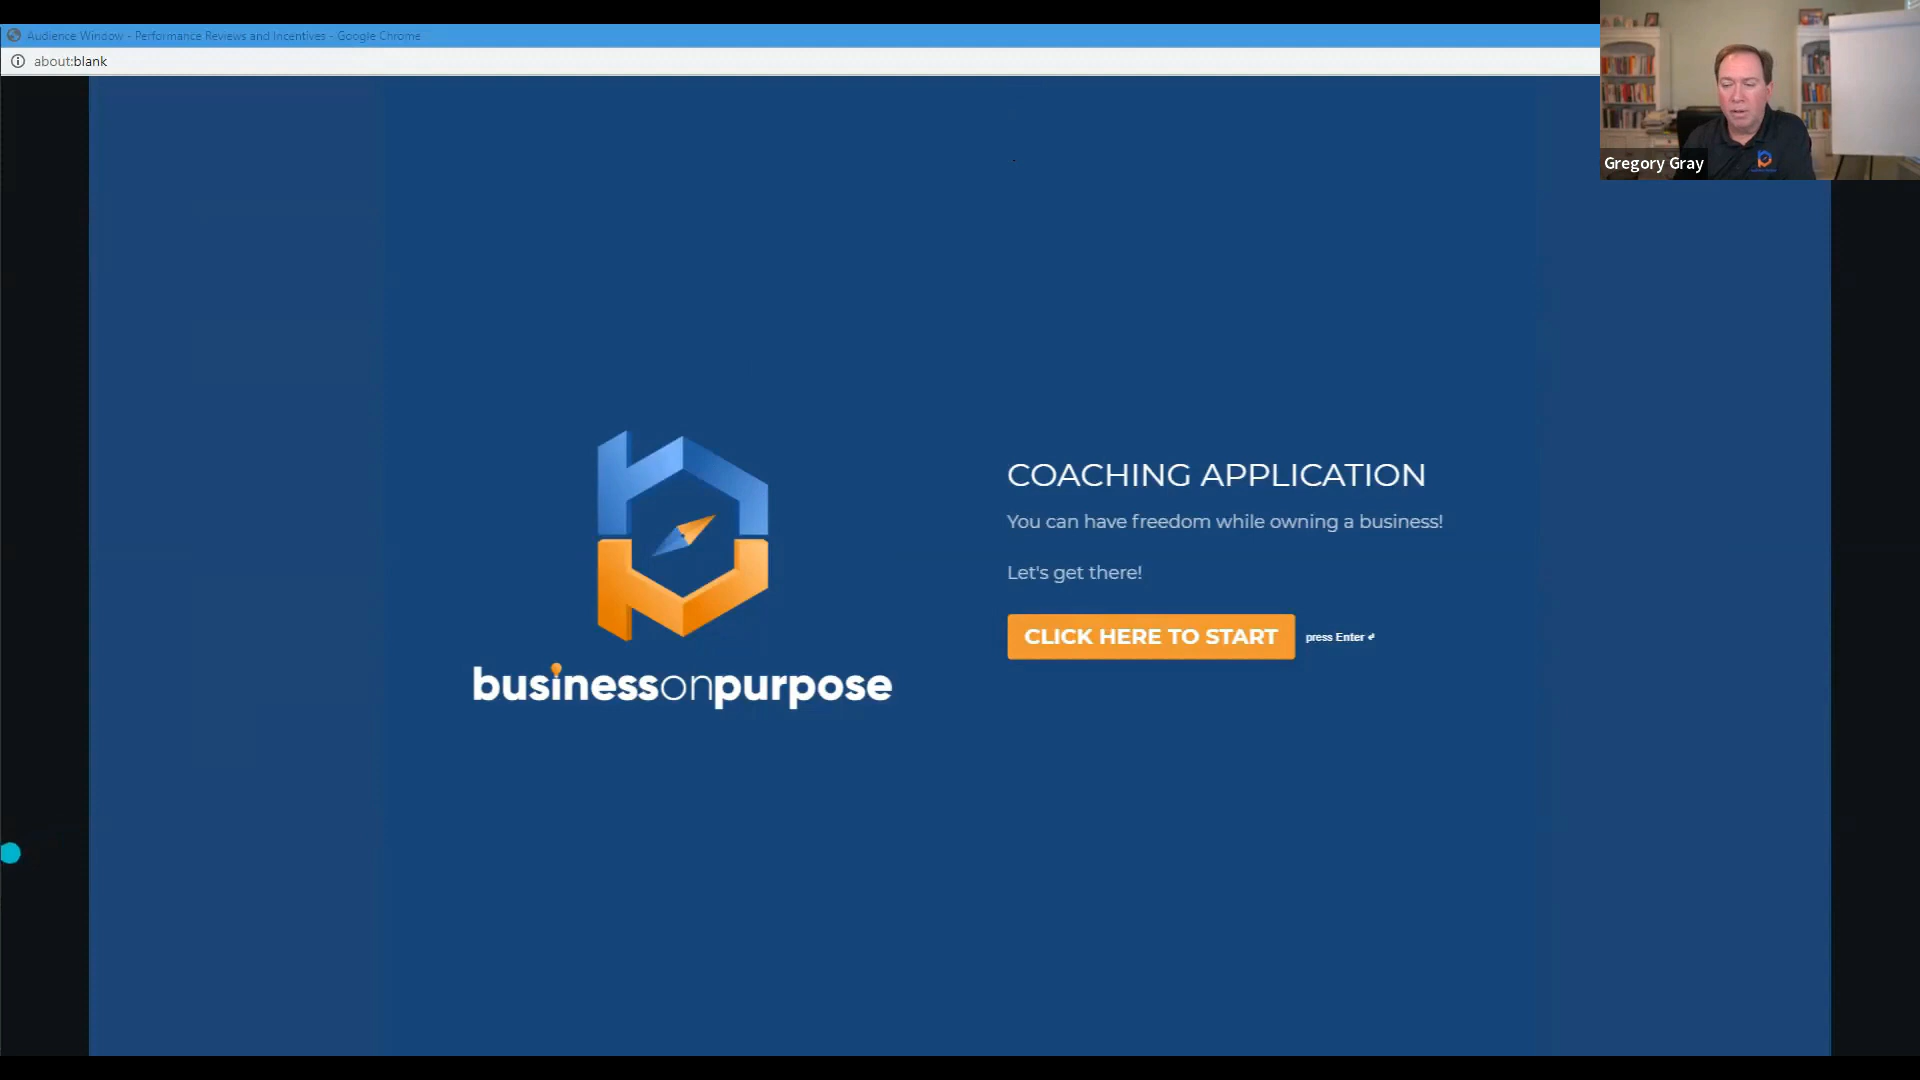 Audience Window - Performance Reviews and Incentives - Google Chrome
about:blank
Gregory Gray
COACHING APPLICATION
You can have freedom while owning a business!
Let's get there!
CLICK HERE TO START press Enter ↵
businessonpurpose